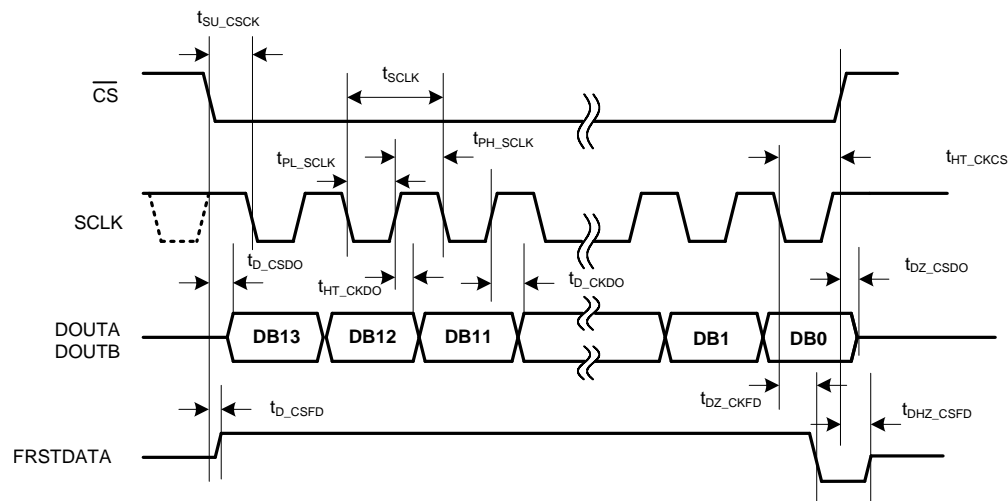 tSU_CSCK
CS
tSCLK
tPL_SCLK
tPH_SCLK
tHT_CKCS
SCLK
tD_CSDO
tHT_CKDO
tD_CKDO
tDZ_CSDO
DOUTA
DOUTB
DB13
DB12
DB11
DB1
DB0
tD_CSFD
tDZ_CKFD
tDHZ_CSFD
FRSTDATA